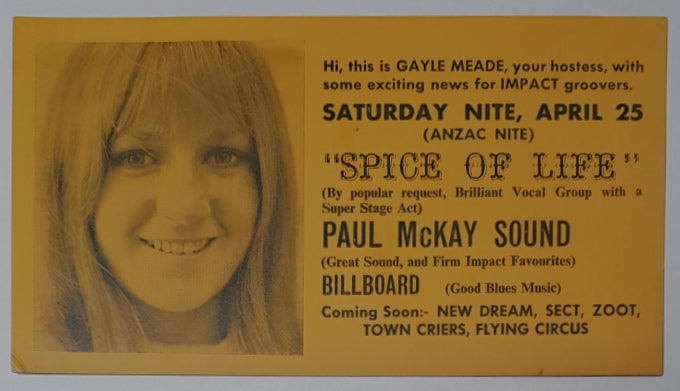 Hi, this is GAYLE MEADE, your hostess, with
some exciting news for IMPACT groovers.
SATURDAY NITE, APRIL 25
(ANZAC NITE)
"SPICE OF LIFE"
(By popular request, Brilliant Vocal Group with a
Super Stage Act)
PAUL McKAY SOUND
(Great Sound, and Firm Impact Favourites)
BILLBOARD (Good Blues Music)
Coming Soon:- NEW DREAM, SECT, ZOOT,
TOWN CRIERS, FLYING CIRCUS